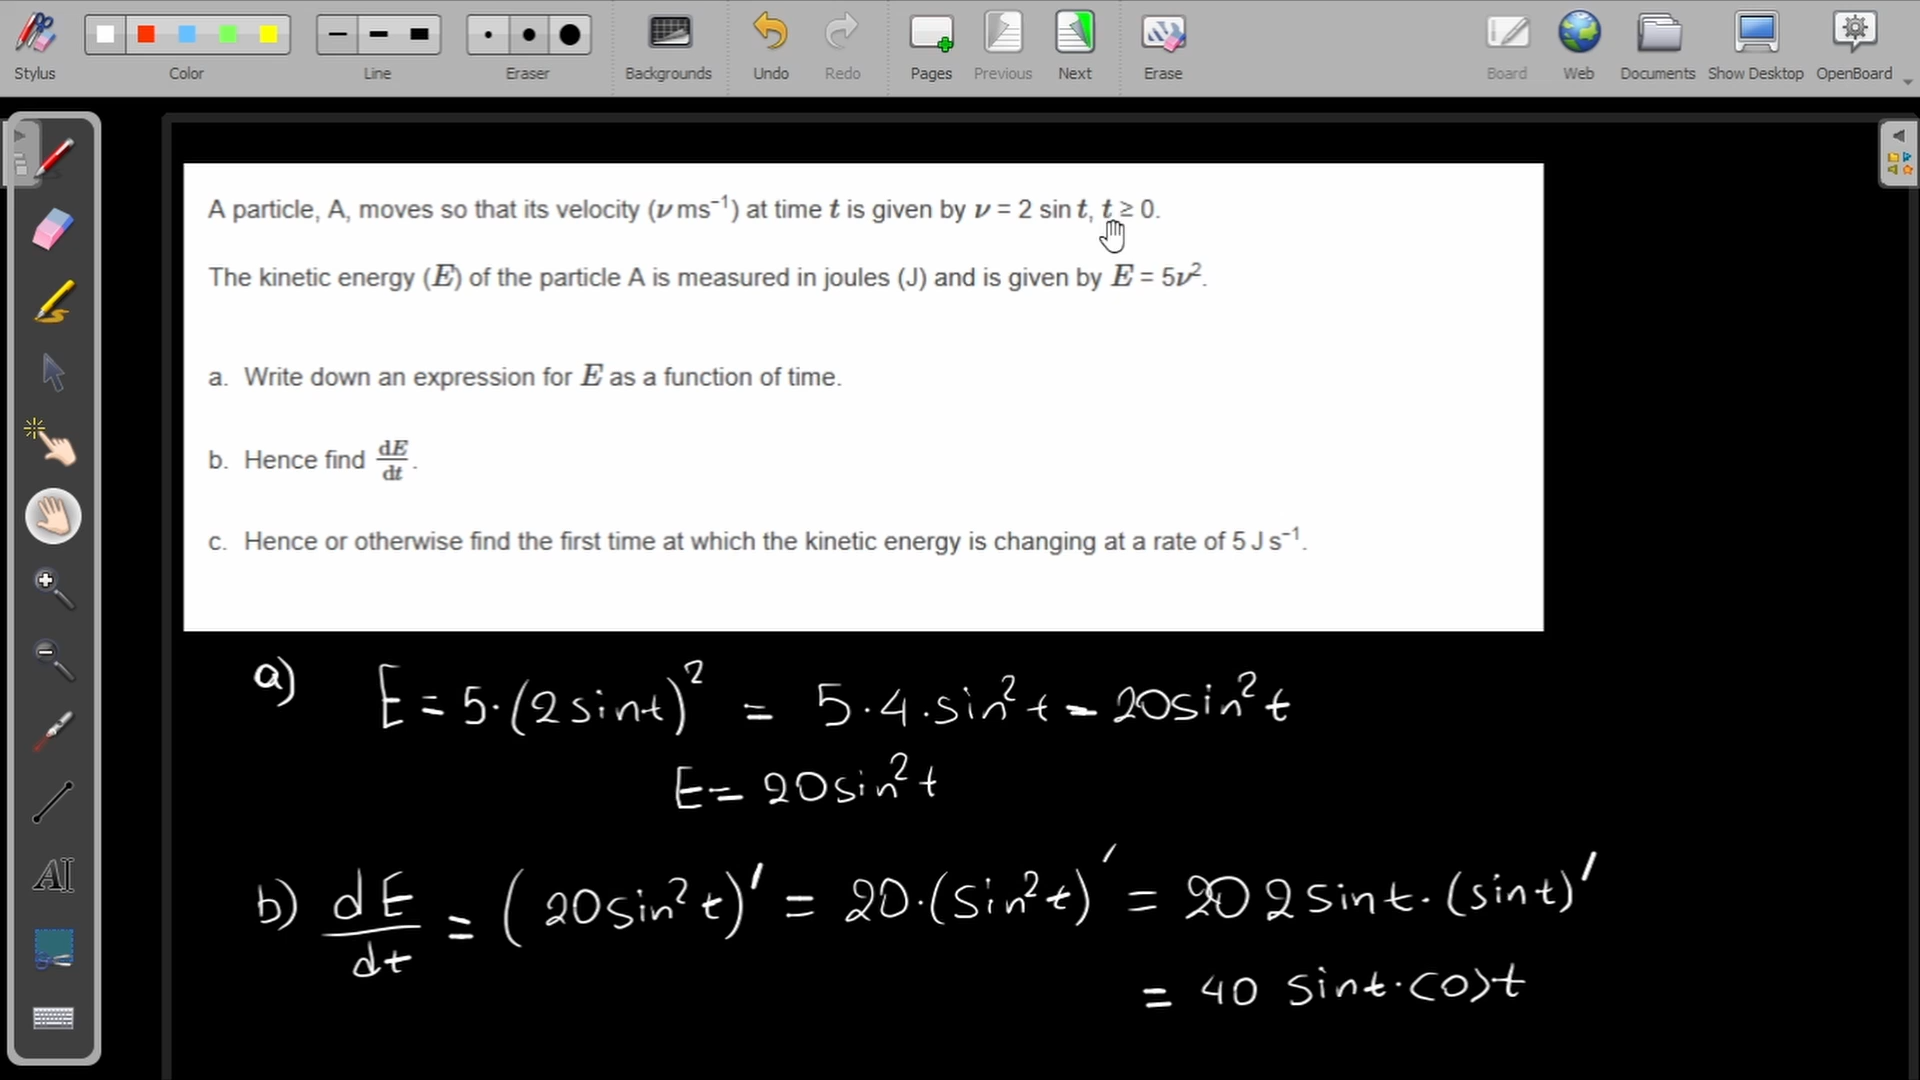 Stylus Color Line Eraser Backgrounds Undo Redo Pages Previous Next Erase Board Web Documents Show Desktop OpenBoard
A particle, A, moves so that its velocity (ν ms⁻¹) at time t is given by ν = 2 sin t, t ≥ 0.
The kinetic energy (E) of the particle A is measured in joules (J) and is given by E = 5ν².
a. Write down an expression for E as a function of time.
b. Hence find dE/dt.
c. Hence or otherwise find the first time at which the kinetic energy is changing at a rate of 5 J s⁻¹.
a) E = 5·(2sint)² = 5·4·sin²t = 20sin²t
E = 20sin²t
b) dE/dt = (20sin²t)' = 20·(sin²t)' = 20 2sint·(sint)'
= 40 sint·cost
AI